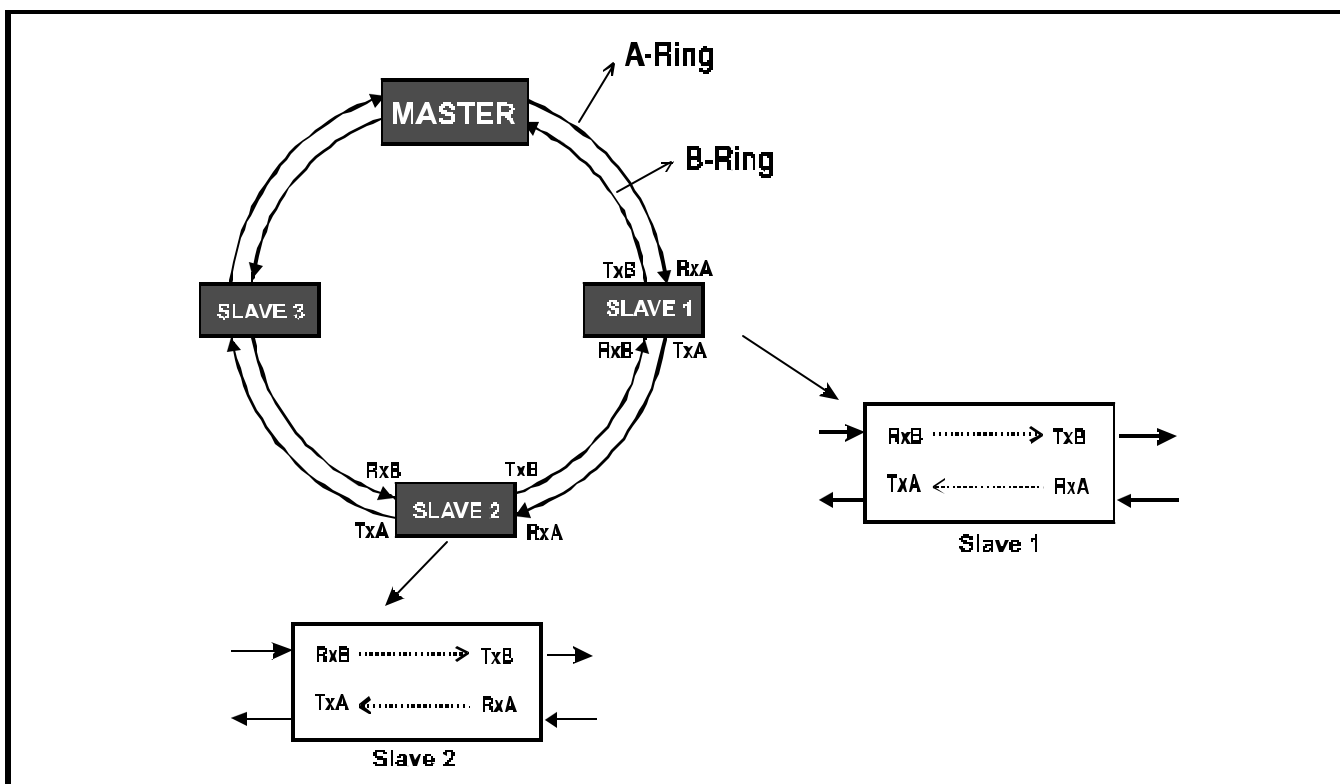 A-Ring
MASTER
B-Ring
TxB RxA
SLAVE 3
SLAVE 1
RxB TxA
RxB TxB
TxA RxA
Slave 1
RxB TxB
SLAVE 2
TxA RxA
RxB TxB
TxA RxA
Slave 2